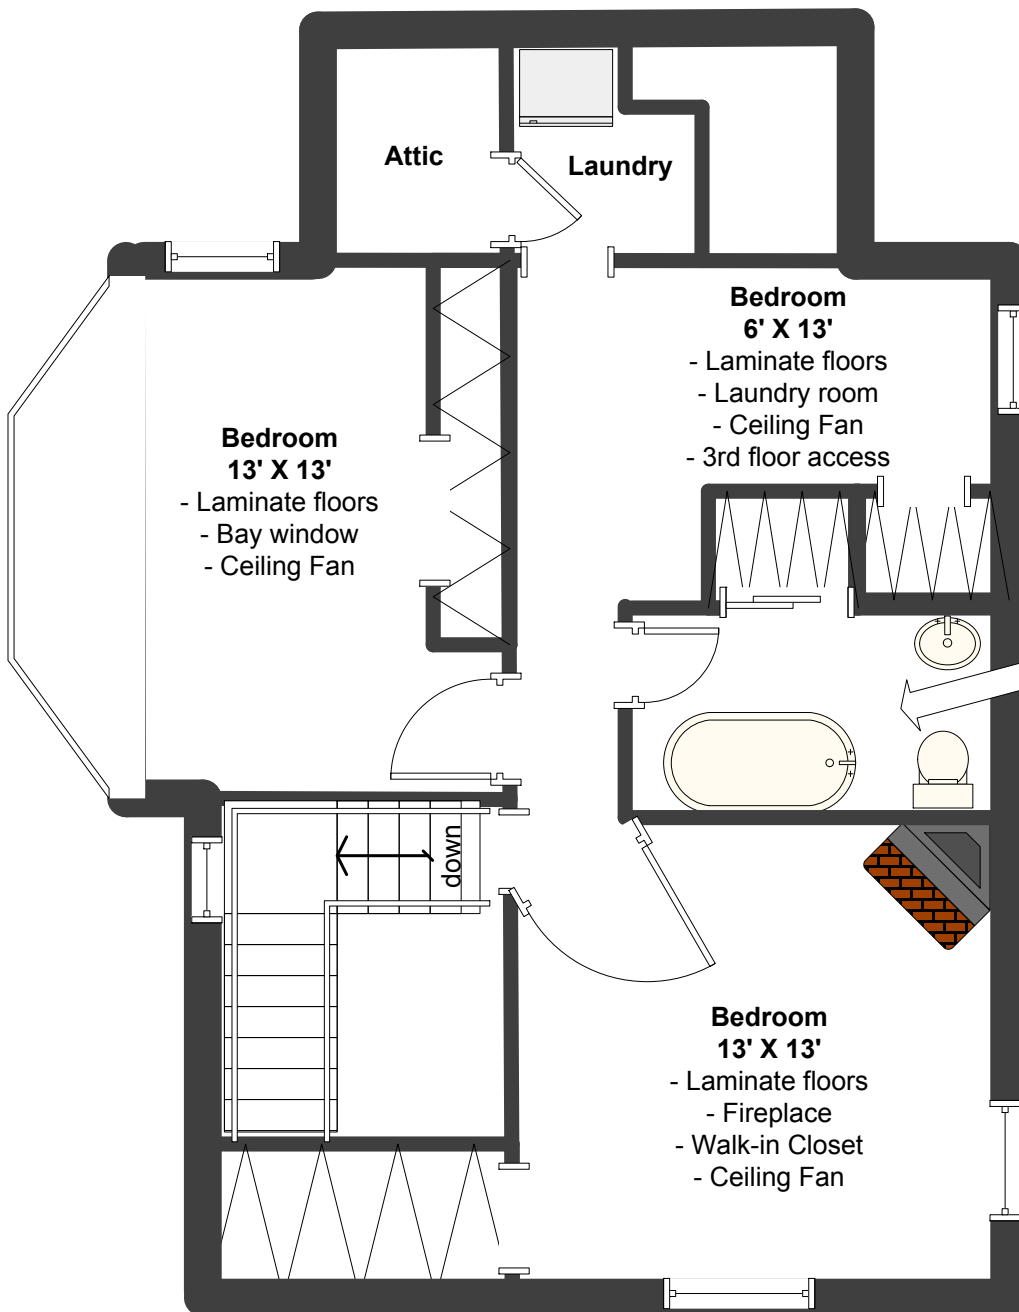 Attic
Laundry
Bedroom
6' X 13'
- Laminate floors
- Laundry room
- Ceiling Fan
- 3rd floor access
Bedroom
13' X 13'
- Laminate floors
- Bay window
- Ceiling Fan
down
Bedroom
13' X 13'
- Laminate floors
- Fireplace
- Walk-in Closet
- Ceiling Fan